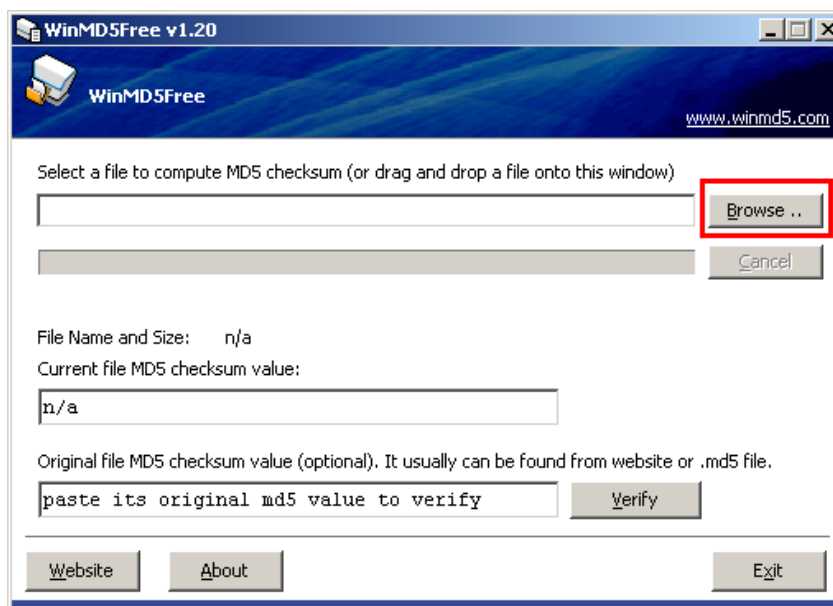 WinMD5Free v1.20
WinMD5Free
www.winmd5.com
Select a file to compute MD5 checksum (or drag and drop a file onto this window)
Browse ..
Cancel
File Name and Size: n/a
Current file MD5 checksum value:
n/a
Original file MD5 checksum value (optional). It usually can be found from website or .md5 file.
paste its original md5 value to verify Verify
Website About Exit